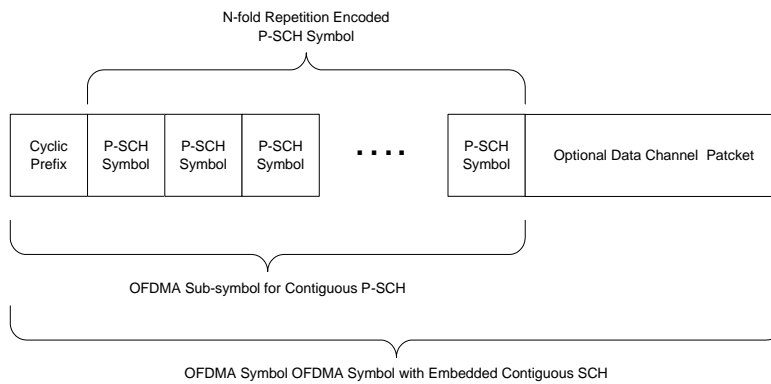 N-fold Repetition Encoded
P-SCH Symbol
Cyclic
Prefix
P-SCH
Symbol
P-SCH
Symbol
P-SCH
Symbol
. . . .
P-SCH
Symbol
Optional Data Channel Patcket
OFDMA Sub-symbol for Contiguous P-SCH
OFDMA Symbol OFDMA Symbol with Embedded Contiguous SCH